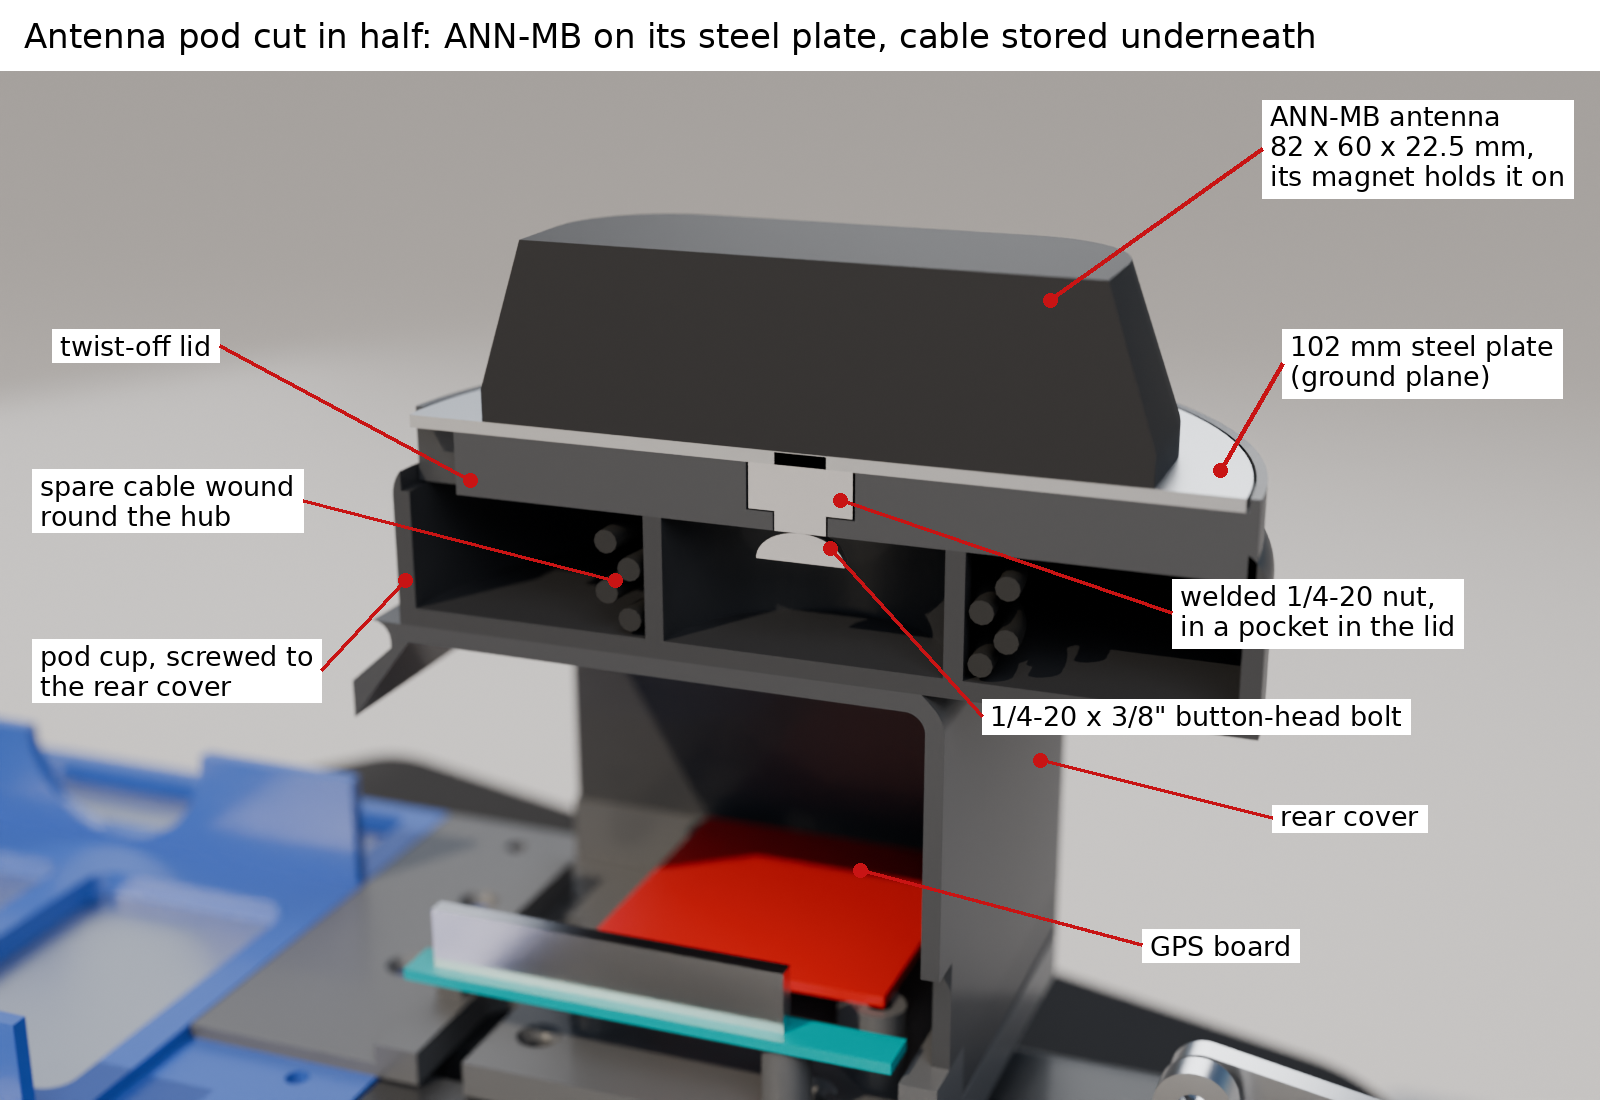 Antenna pod cut in half: ANN-MB on its steel plate, cable stored underneath
ANN-MB antenna
82 x 60 x 22.5 mm,
its magnet holds it on
twist-off lid
102 mm steel plate
(ground plane)
spare cable wound
round the hub
welded 1/4-20 nut,
in a pocket in the lid
pod cup, screwed to
the rear cover
1/4-20 x 3/8" button-head bolt
rear cover
GPS board